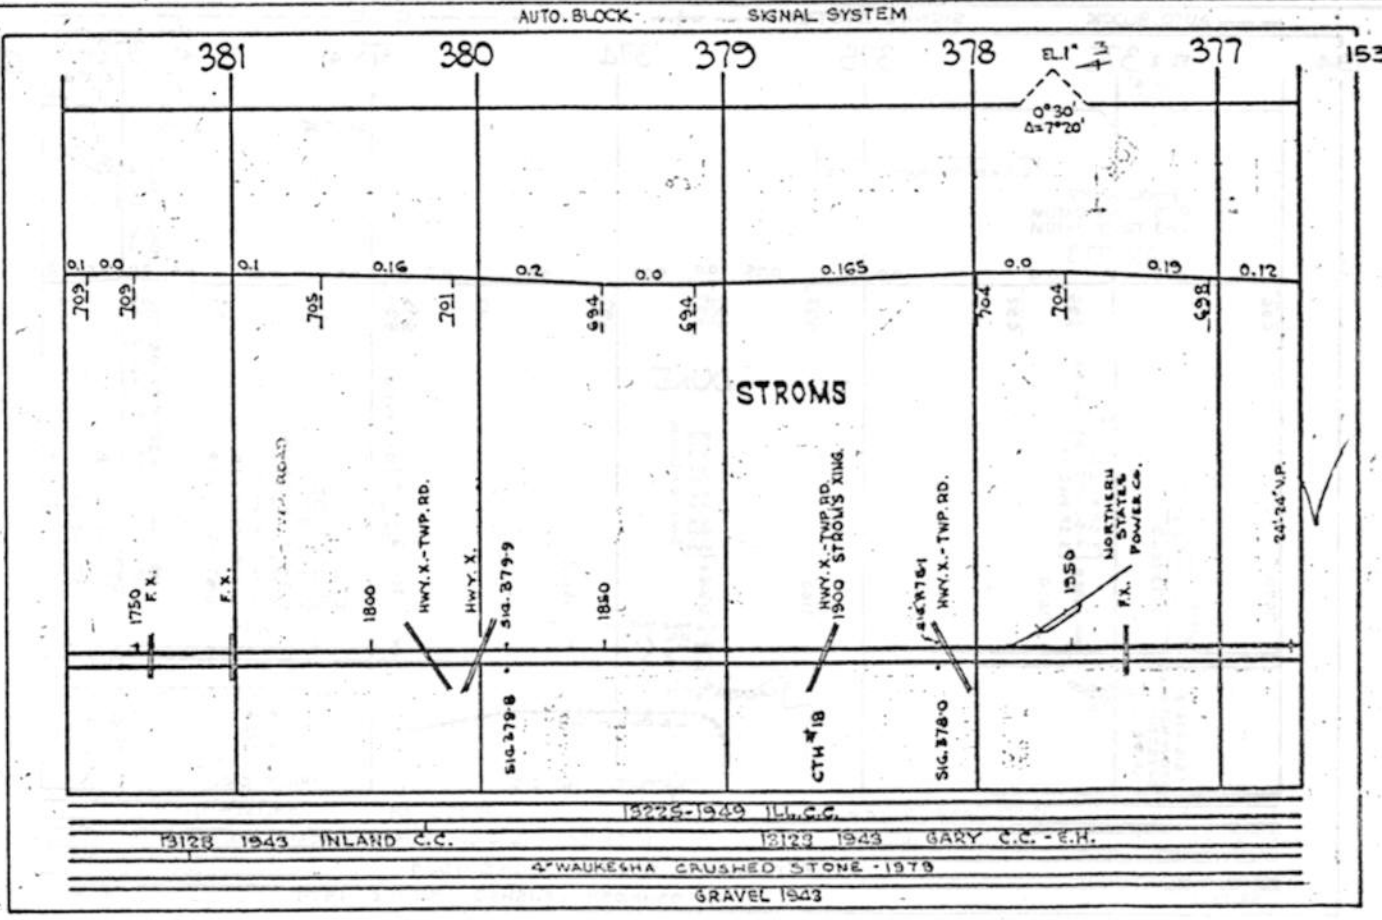 AUTO. BLOCK SIGNAL SYSTEM
381 380 379 378 377 153
EL. 1"
0°30'
Δ=7°20'
0.1 0.0 0.1 0.16 0.2 0.0 0.165 0.0 0.19 0.12
709 709 705 701 694 694 704 704 698
STROMS
1750
F.X.
F.X.
1800
HWY. X.-TWP. RD.
HWY. X.
SIG. 379-9
1850
HWY. X.-TWP. RD.
1900 STROM'S XING.
HWY. X.-TWP. RD.
1950
NORTHERN
STATES
POWER CO.
F.X.
24'-24" V.P.
SIG. 379-8
CTH #18
SIG. 378-0
13225-1949 ILL. C.C.
13128 1943 INLAND C.C.
13123 1943 GARY C.C. - E.H.
4" WAUKESHA CRUSHED STONE - 1979
GRAVEL 1943